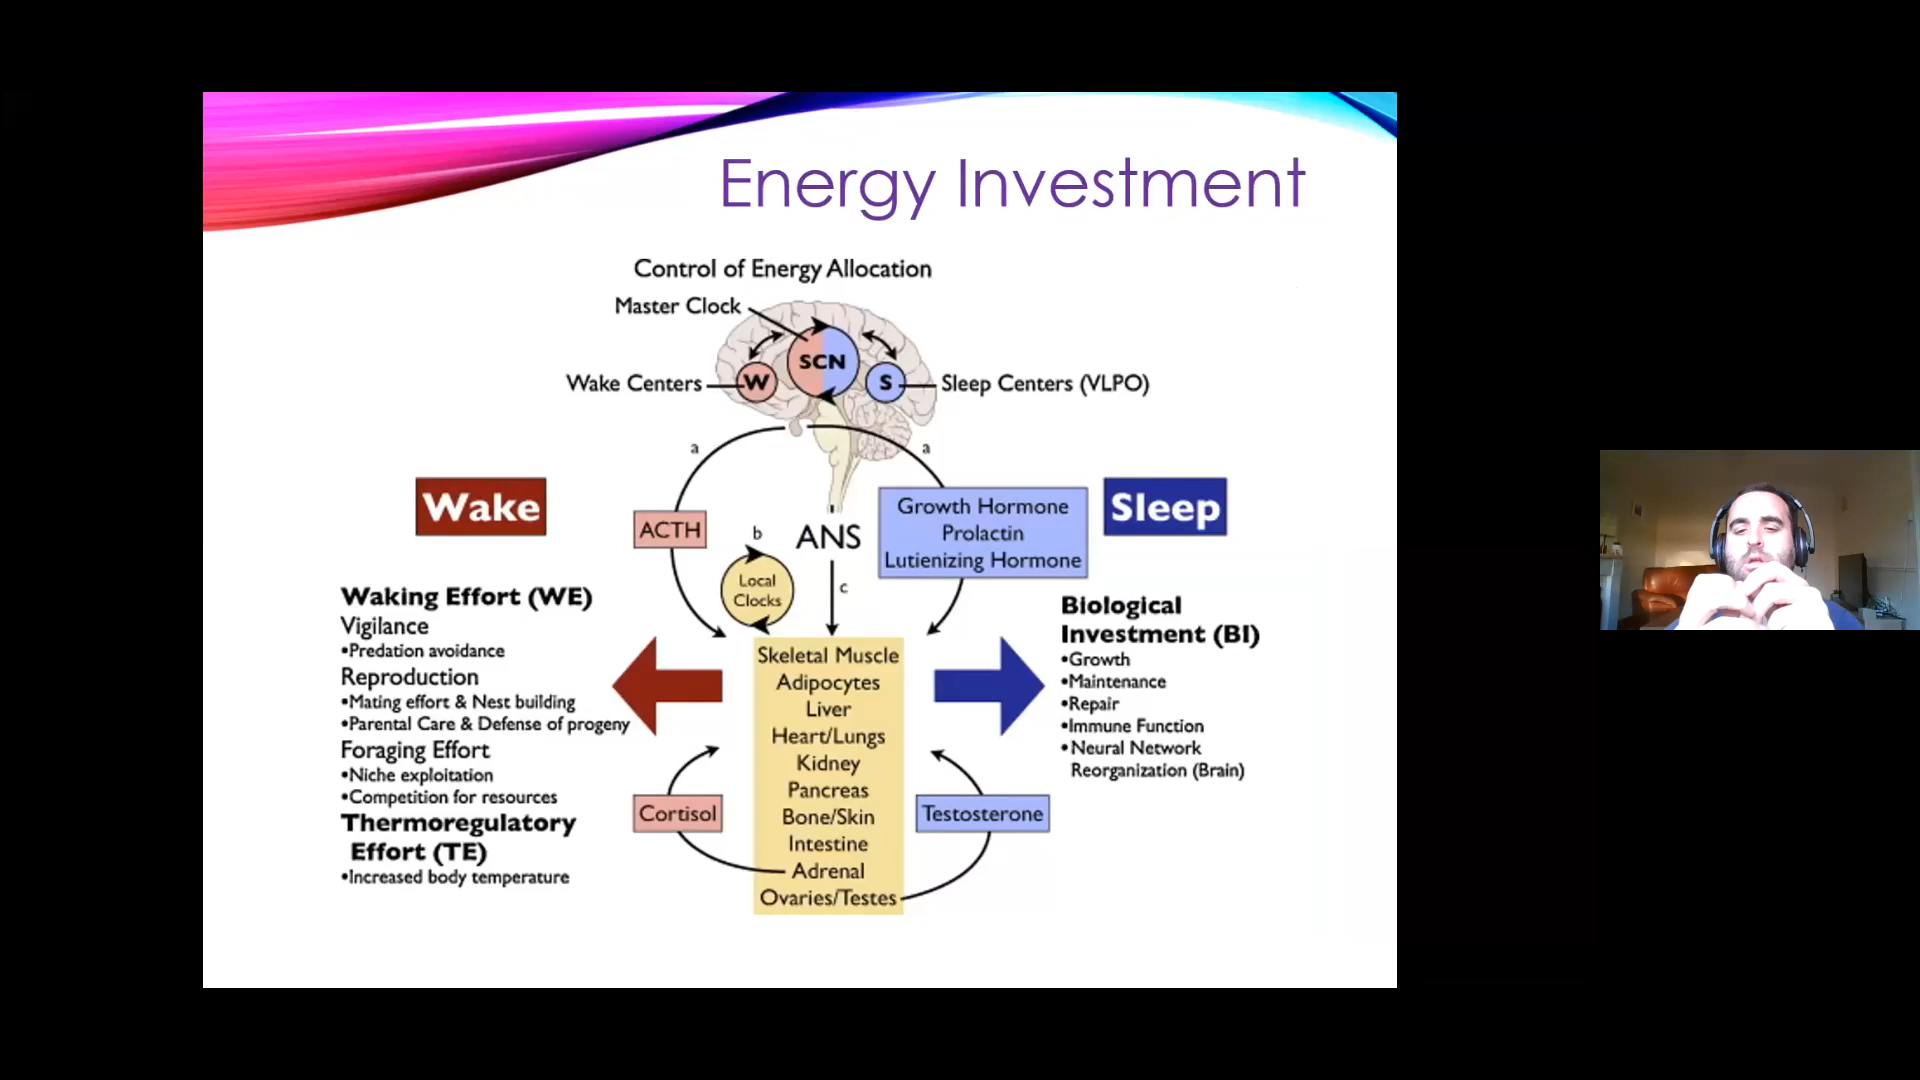 Energy Investment
Control of Energy Allocation
Master Clock
SCN
Wake Centers
W
S
Sleep Centers (VLPO)
a
a
Wake
ACTH
b
ANS
Growth Hormone
Prolactin
Lutienizing Hormone
Sleep
Local
Clocks
c
Waking Effort (WE)
Vigilance
•Predation avoidance
Reproduction
•Mating effort & Nest building
•Parental Care & Defense of progeny
Foraging Effort
•Niche exploitation
•Competition for resources
Thermoregulatory
Effort (TE)
•Increased body temperature
Skeletal Muscle
Adipocytes
Liver
Heart/Lungs
Kidney
Pancreas
Bone/Skin
Intestine
Adrenal
Ovaries/Testes
Cortisol
Testosterone
Biological
Investment (BI)
•Growth
•Maintenance
•Repair
•Immune Function
•Neural Network
Reorganization (Brain)